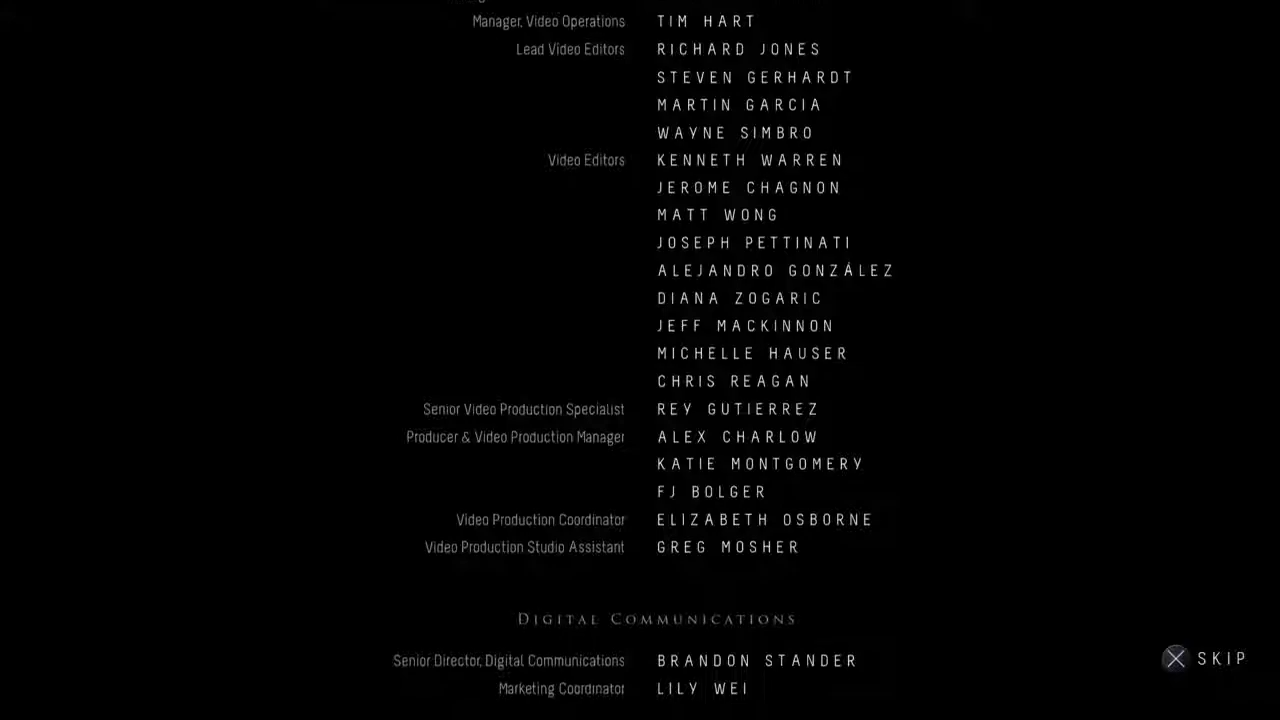 Manager, Video Operations TIM HART
Lead Video Editors RICHARD JONES
STEVEN GERHARDT
MARTIN GARCIA
WAYNE SIMBRO
Video Editors KENNETH WARREN
JEROME CHAGNON
MATT WONG
JOSEPH PETTINATI
ALEJANDRO GONZÁLEZ
DIANA ZOGARIC
JEFF MACKINNON
MICHELLE HAUSER
CHRIS REAGAN
Senior Video Production Specialist REY GUTIERREZ
Producer & Video Production Manager ALEX CHARLOW
KATIE MONTGOMERY
FJ BOLGER
Video Production Coordinator ELIZABETH OSBORNE
Video Production Studio Assistant GREG MOSHER
DIGITAL COMMUNICATIONS
Senior Director, Digital Communications BRANDON STANDER
Marketing Coordinator LILY WEI
SKIP